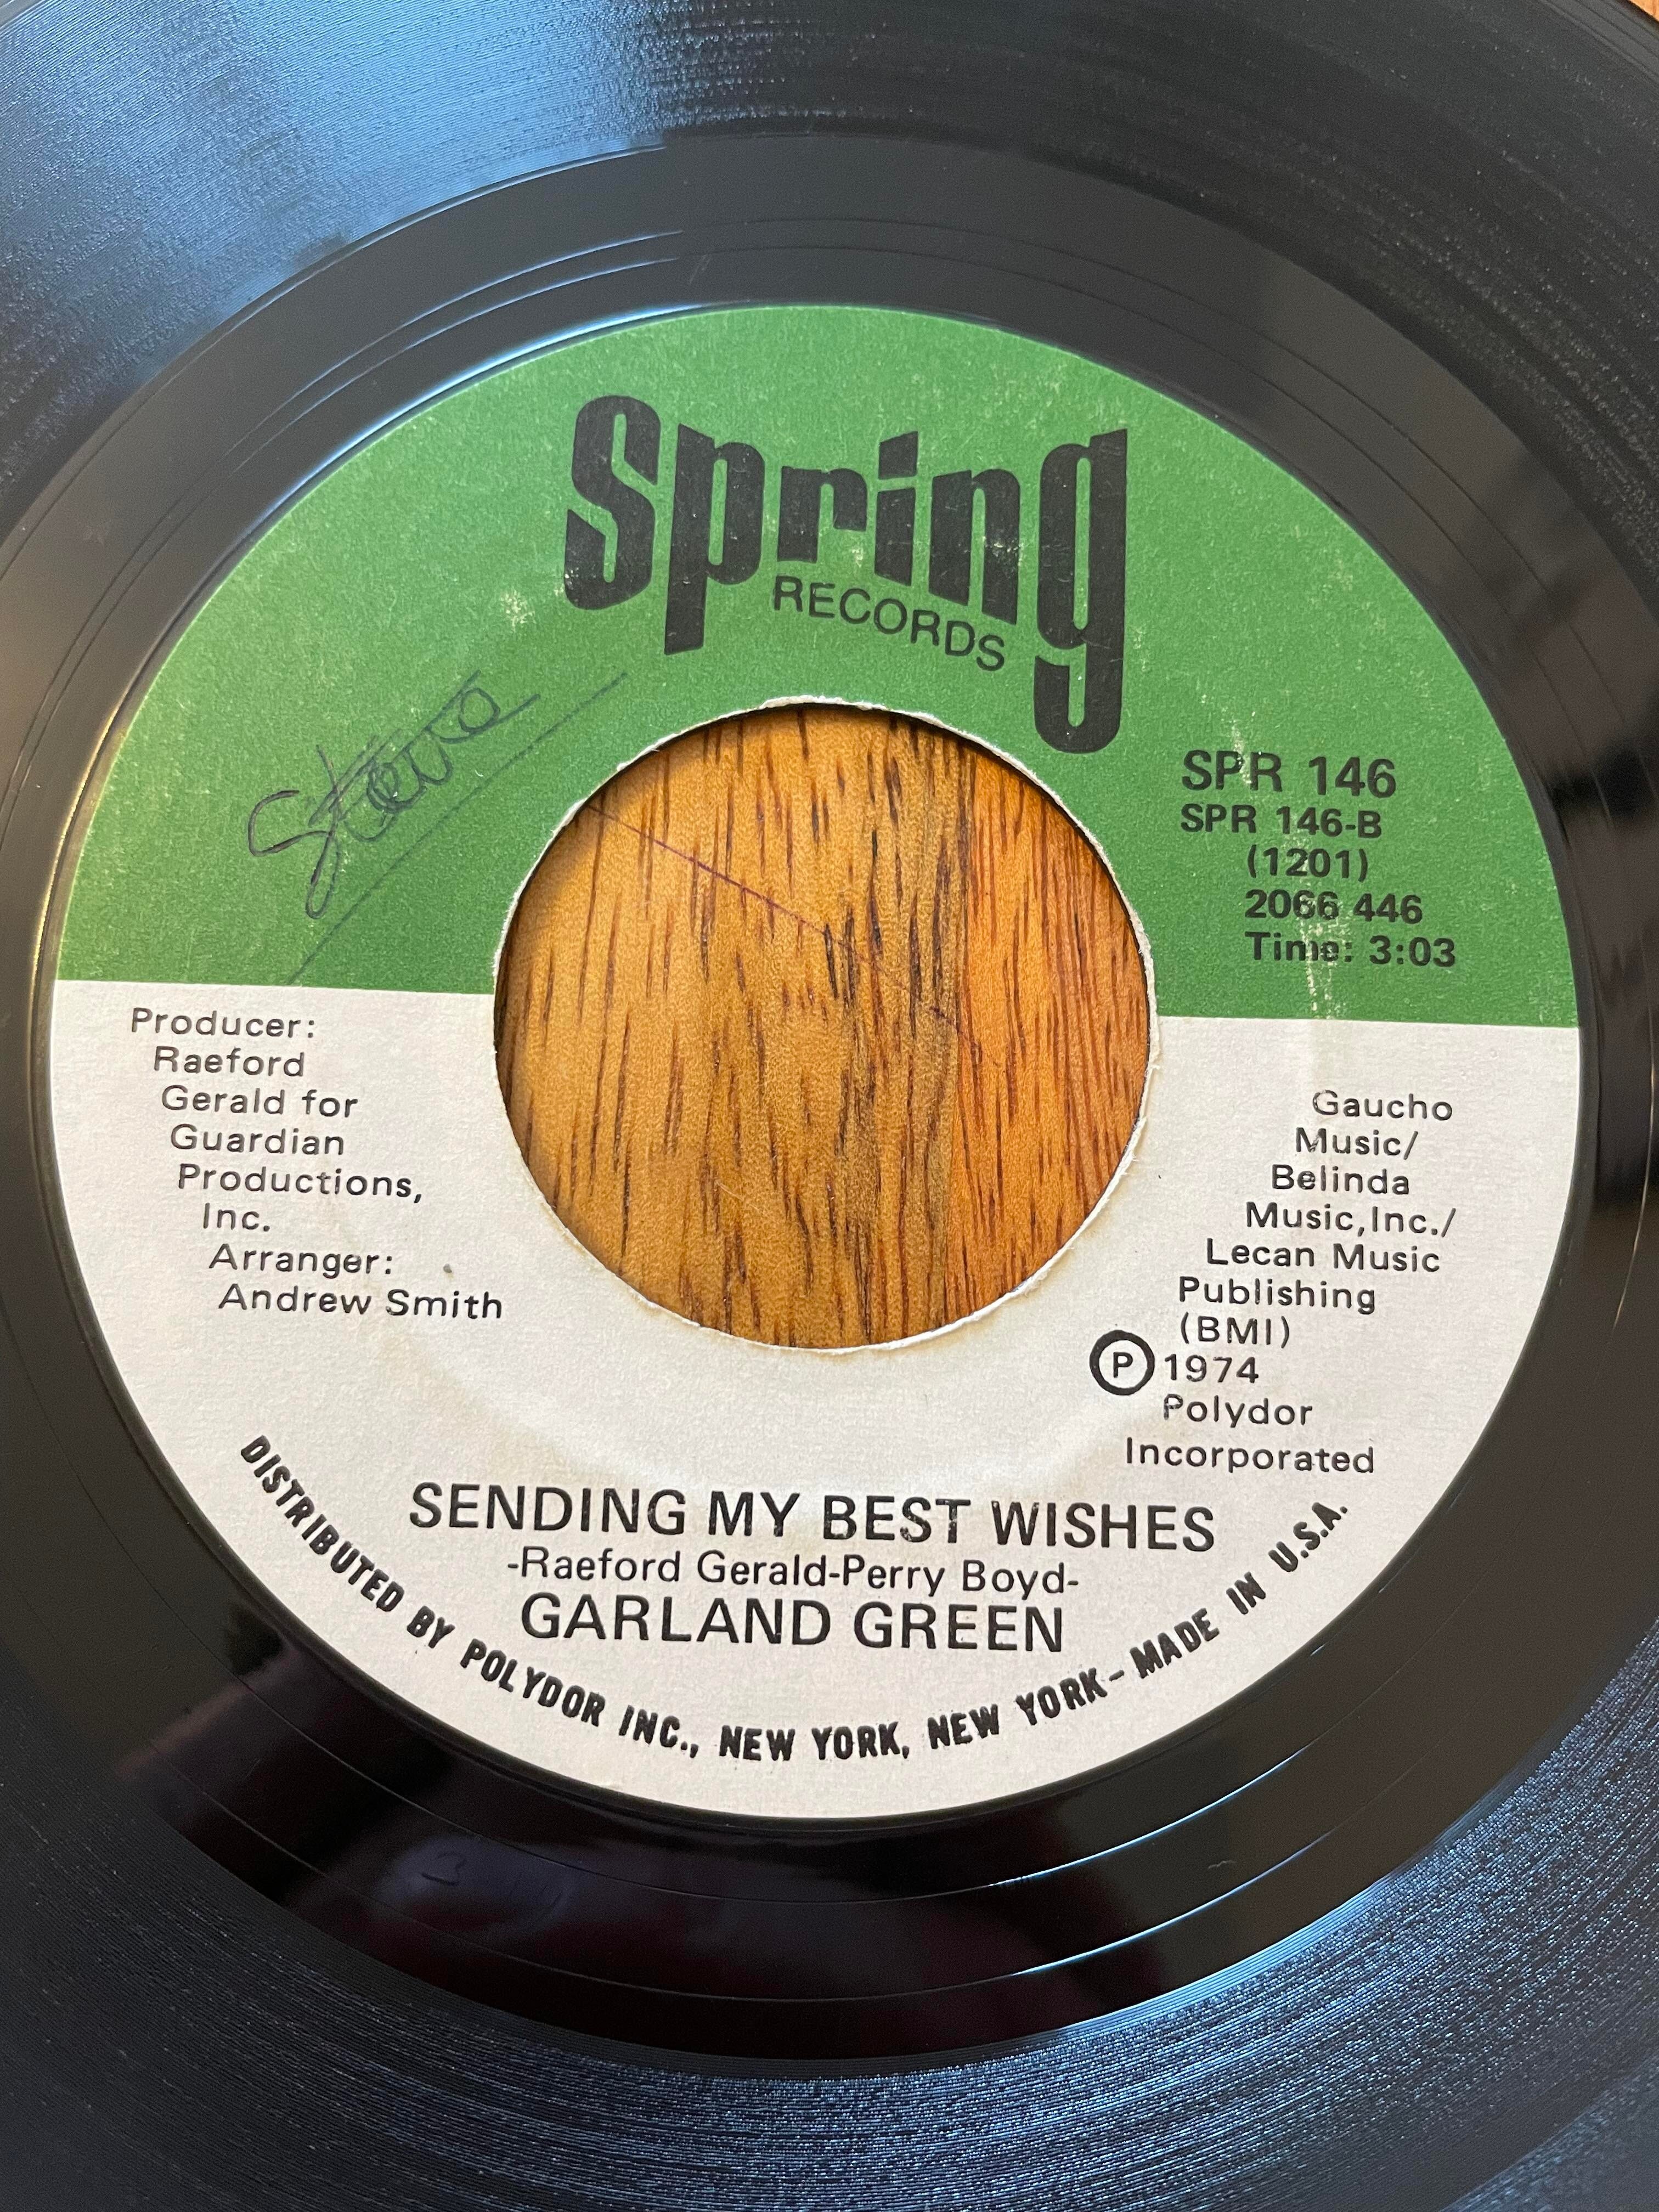 Spring
RECORDS
SPR 146
SPR 146-B
(1201)
2066 446
Time: 3:03
Producer:
Raeford
Gerald for
Guardian
Productions,
Inc.
Arranger:
Andrew Smith
Gaucho
Music/
Belinda
Music,Inc./
Lecan Music
Publishing
(BMI)
Ⓟ1974
Polydor
Incorporated
SENDING MY BEST WISHES
-Raeford Gerald-Perry Boyd-
GARLAND GREEN
DISTRIBUTED BY POLYDOR INC., NEW YORK, NEW YORK-MADE IN U.S.A.